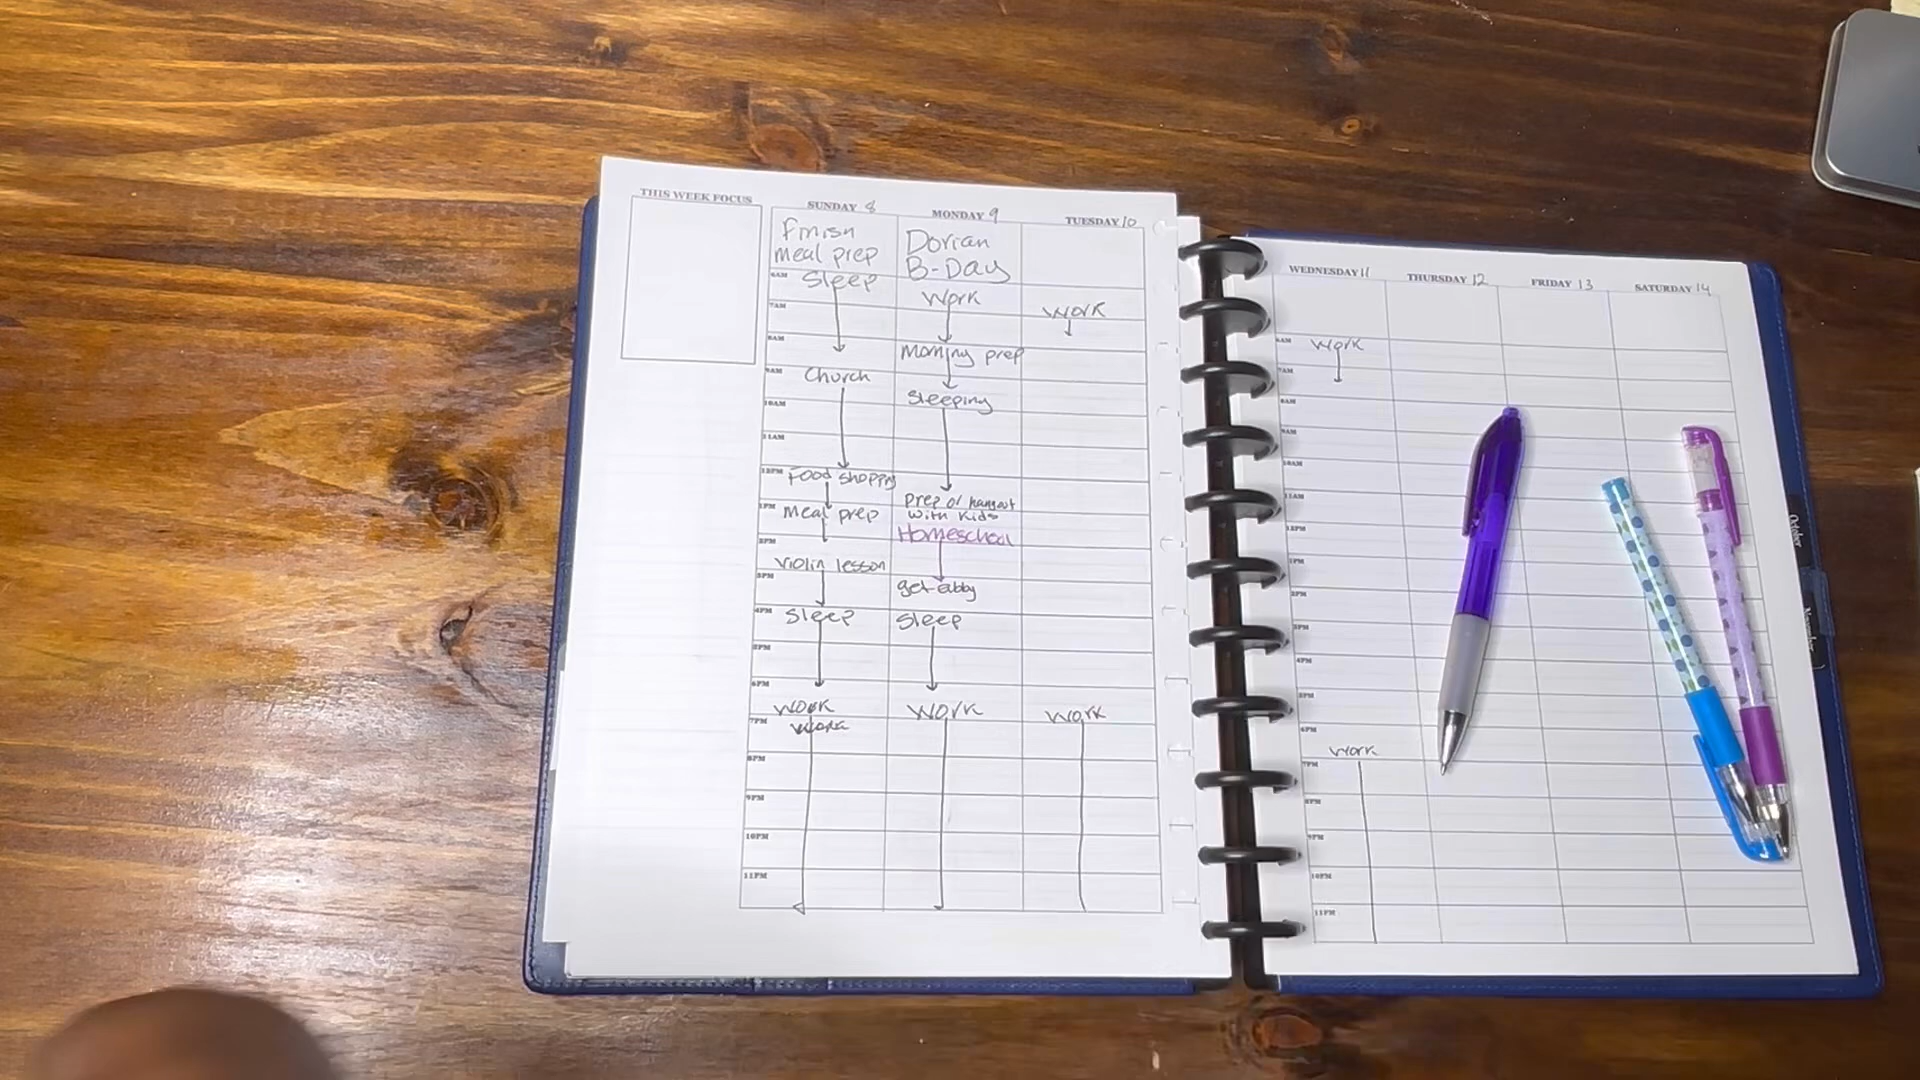 THIS WEEK FOCUS
SUNDAY 8
MONDAY 9
TUESDAY 10
Finish
meal prep
Dorian
B-Day
6AM
Sleep
Work
7AM
Work
8AM
Morning prep
9AM
Church
Sleeping
10AM
11AM
12PM
Food shopping
prep or hangout
with kids
1PM
Meal prep
Homeschool
2PM
Violin lesson
3PM
get abby
4PM
Sleep
Sleep
5PM
6PM
Work
Work
Work
7PM
Work
8PM
9PM
10PM
11PM
WEDNESDAY 11
THURSDAY 12
FRIDAY 13
SATURDAY 14
6AM
Work
7AM
8AM
9AM
10AM
11AM
12PM
1PM
2PM
3PM
4PM
5PM
6PM
Work
7PM
8PM
9PM
10PM
11PM
October
November